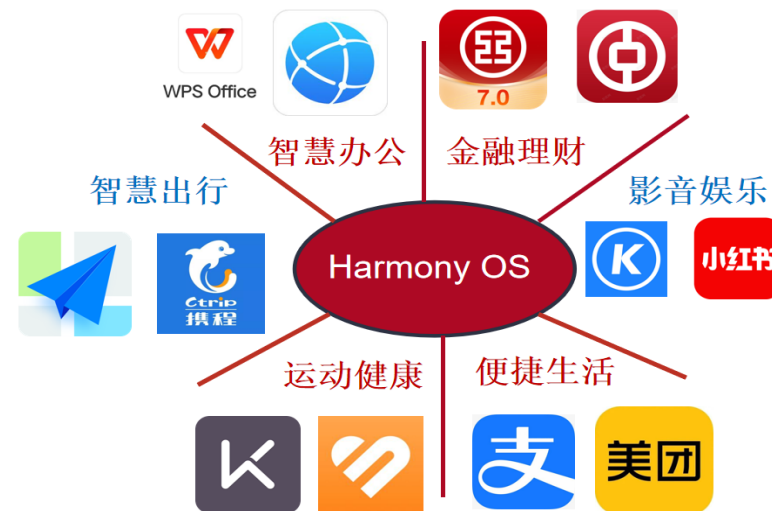 WPS Office
7.0
智慧办公
金融理财
智慧出行
影音娱乐
Harmony OS
K
小红书
Ctrip
携程
运动健康
便捷生活
支
美团